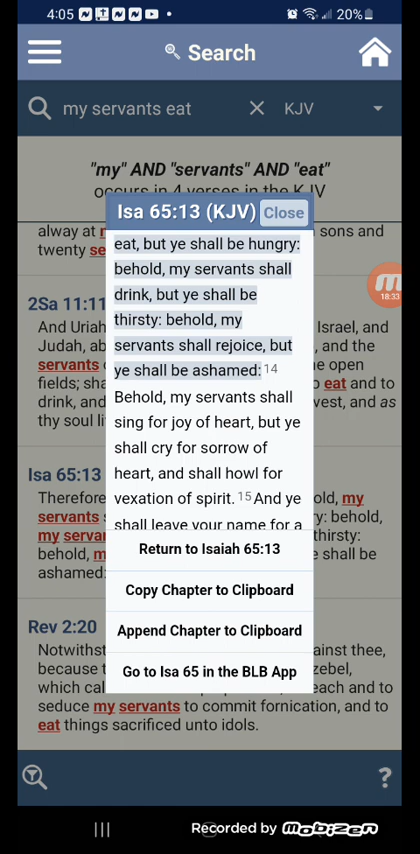 4:05
20%
Search
my servants eat
KJV
"my" AND "servants" AND "eat"
occurs in 4 verses in the KJV
Isa 65:13 (KJV) Close
alway at
sons and
twenty se
eat, but ye shall be hungry:
behold, my servants shall
drink, but ye shall be
thirsty: behold, my
servants shall rejoice, but
ye shall be ashamed: 14
Behold, my servants shall
sing for joy of heart, but ye
shall cry for sorrow of
heart, and shall howl for
vexation of spirit. 15 And ye
shall leave your name for a
Return to Isaiah 65:13
Copy Chapter to Clipboard
Append Chapter to Clipboard
Go to Isa 65 in the BLB App
2Sa 11:11
And Uriah Israel, and
Judah, ab , and the
servants e open
fields; sha eat and to
drink, and vest, and as
thy soul li
Isa 65:13
Therefore old, my
servants s ry: behold,
my servan thirsty:
behold, m e shall be
ashamed:
Rev 2:20
Notwithst ainst thee,
because t zebel,
which cal each and to
seduce my servants to commit fornication, and to
eat things sacrificed unto idols.
18:33
?
Recorded by mobizen